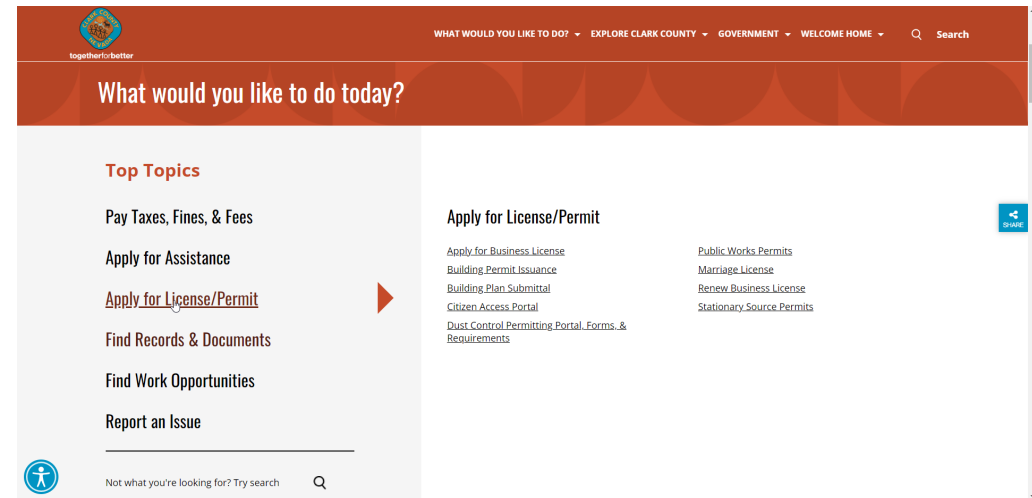 CLARK COUNTY
NEVADA
togetherforbetter
WHAT WOULD YOU LIKE TO DO?
EXPLORE CLARK COUNTY
GOVERNMENT
WELCOME HOME
Search
What would you like to do today?
Top Topics
Pay Taxes, Fines, & Fees
Apply for Assistance
Apply for License/Permit
Find Records & Documents
Find Work Opportunities
Report an Issue
Not what you're looking for? Try search
Apply for License/Permit
Apply for Business License
Building Permit Issuance
Building Plan Submittal
Citizen Access Portal
Dust Control Permitting Portal, Forms, &
Requirements
Public Works Permits
Marriage License
Renew Business License
Stationary Source Permits
SHARE